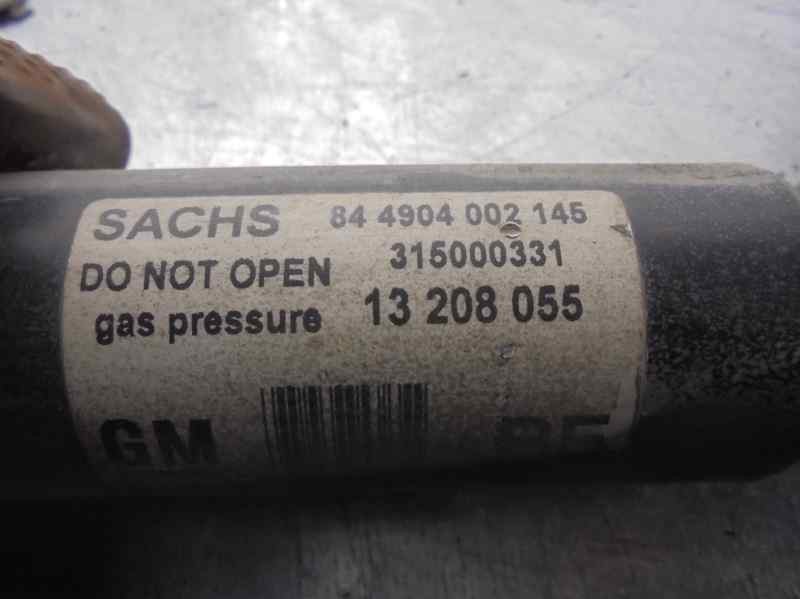 SACHS 84 4904 002 145
DO NOT OPEN 315000331
gas pressure 13 208 055
GM